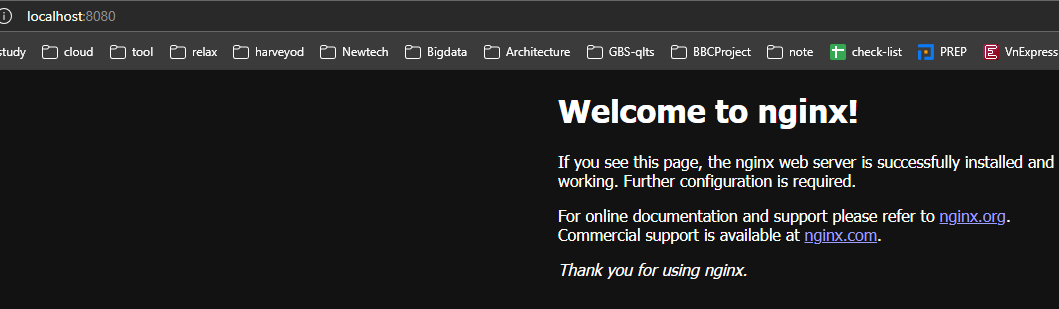 localhost:8080
study cloud tool relax harveyod Newtech Bigdata Architecture GBS-qlts BBCProject note check-list PREP VnExpress
Welcome to nginx!
If you see this page, the nginx web server is successfully installed and
working. Further configuration is required.
For online documentation and support please refer to nginx.org.
Commercial support is available at nginx.com.
Thank you for using nginx.